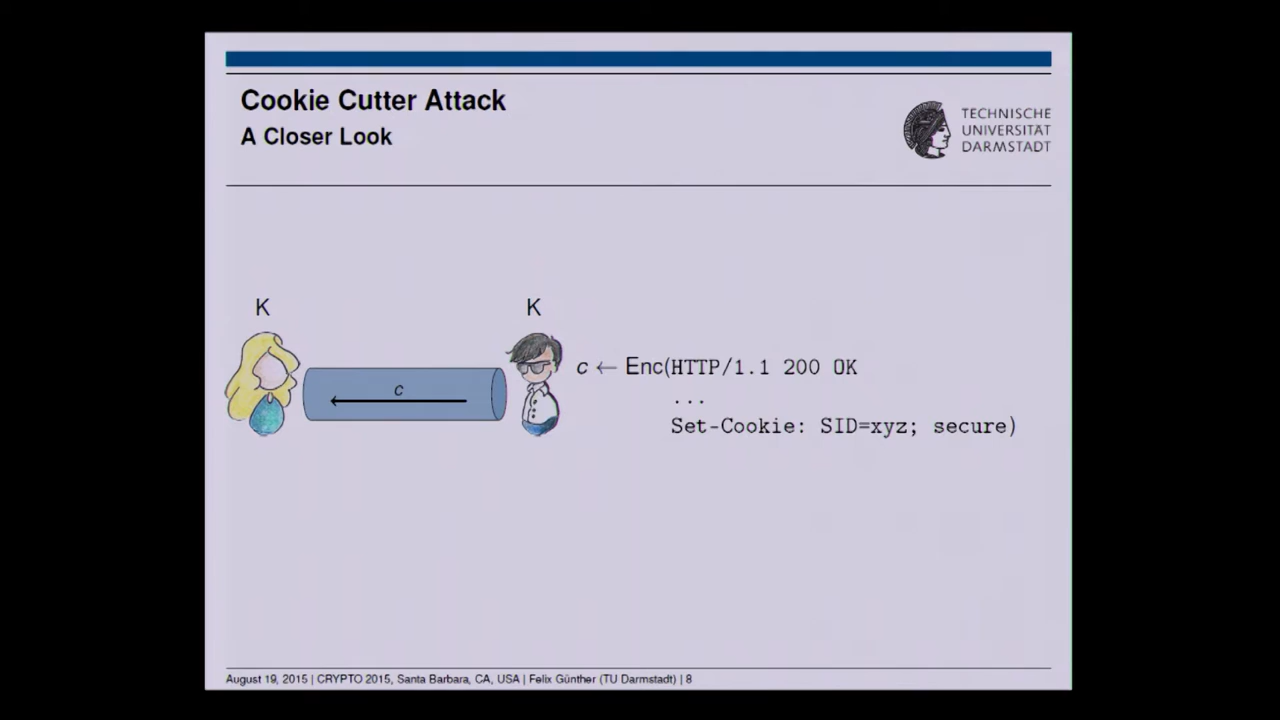 Cookie Cutter Attack
A Closer Look
TECHNISCHE
UNIVERSITÄT
DARMSTADT
K
K
c
c ← Enc(HTTP/1.1 200 OK
...
Set-Cookie: SID=xyz; secure)
August 19, 2015 | CRYPTO 2015, Santa Barbara, CA, USA | Felix Günther (TU Darmstadt) | 8